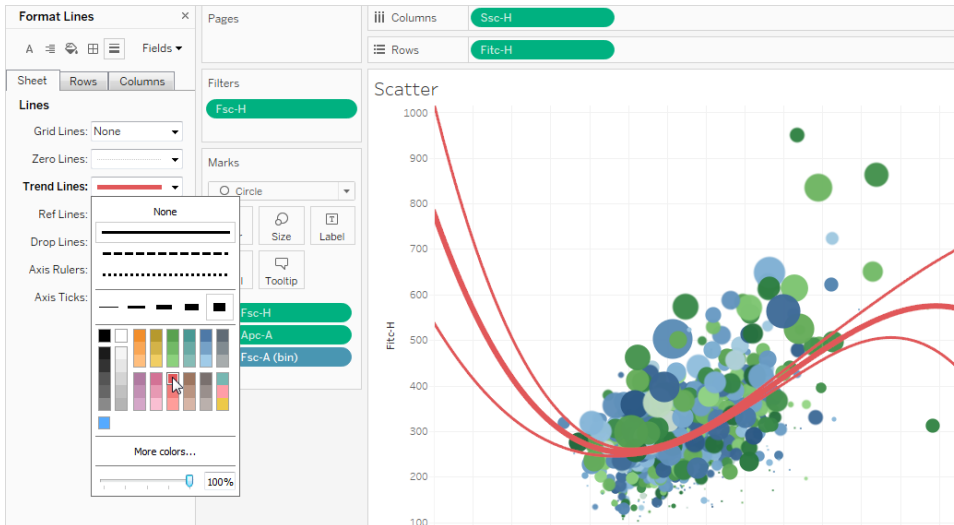 Format Lines ×
A Fields
Sheet Rows Columns
Lines
Grid Lines: None
Zero Lines:
Trend Lines:
Ref Lines:
Drop Lines:
Axis Rulers:
Axis Ticks:
None
More colors...
100%
Pages
Filters
Fsc-H
Marks
Circle
Size
T
Label
Tooltip
Fsc-H
Apc-A
Fsc-A (bin)
Columns Ssc-H
Rows Fitc-H
Scatter
1000
900
800
700
600
500
400
300
200
100
Fitc-H